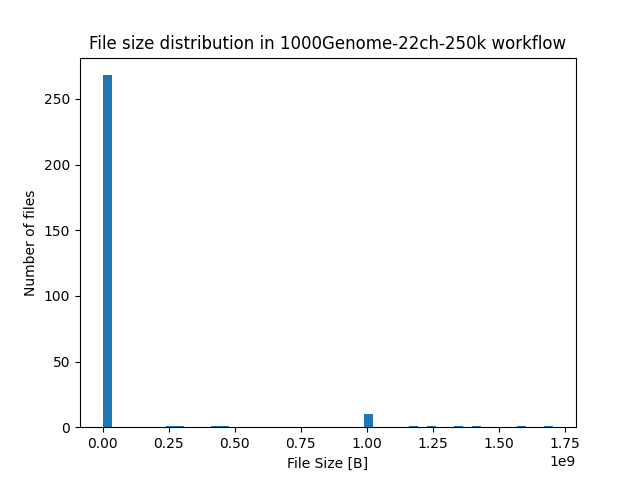 File size distribution in 1000Genome-22ch-250k workflow
Number of files
250
200
150
100
50
0
0.00 0.25 0.50 0.75 1.00 1.25 1.50 1.75
1e9
File Size [B]